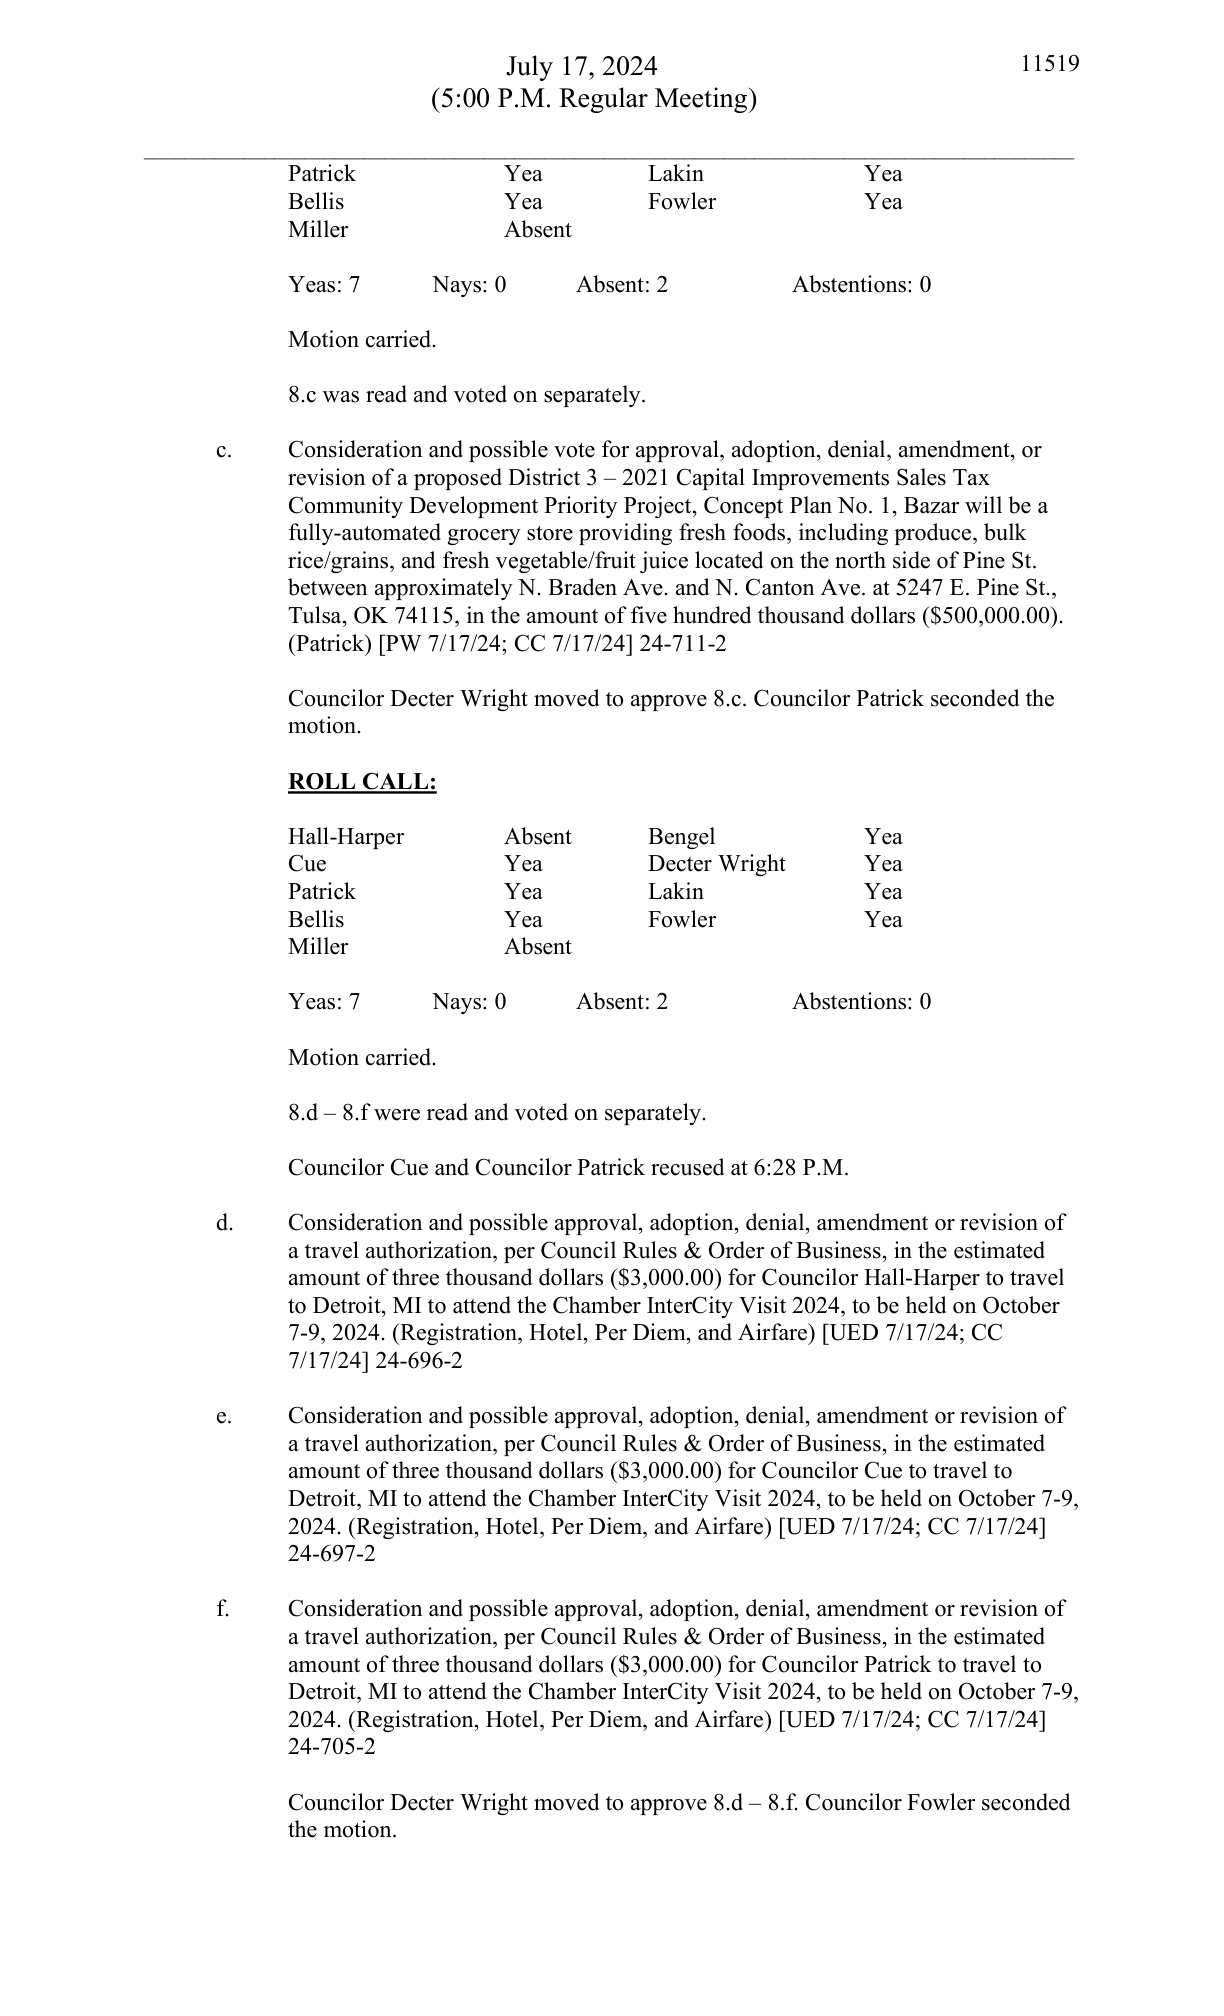 July 17, 2024 11519
(5:00 P.M. Regular Meeting)
Patrick Yea Lakin Yea
Bellis Yea Fowler Yea
Miller Absent
Yeas: 7 Nays: 0 Absent: 2 Abstentions: 0
Motion carried.
8.c was read and voted on separately.
c. Consideration and possible vote for approval, adoption, denial, amendment, or
revision of a proposed District 3 – 2021 Capital Improvements Sales Tax
Community Development Priority Project, Concept Plan No. 1, Bazar will be a
fully-automated grocery store providing fresh foods, including produce, bulk
rice/grains, and fresh vegetable/fruit juice located on the north side of Pine St.
between approximately N. Braden Ave. and N. Canton Ave. at 5247 E. Pine St.,
Tulsa, OK 74115, in the amount of five hundred thousand dollars ($500,000.00).
(Patrick) [PW 7/17/24; CC 7/17/24] 24-711-2
Councilor Decter Wright moved to approve 8.c. Councilor Patrick seconded the
motion.
ROLL CALL:
Hall-Harper Absent Bengel Yea
Cue Yea Decter Wright Yea
Patrick Yea Lakin Yea
Bellis Yea Fowler Yea
Miller Absent
Yeas: 7 Nays: 0 Absent: 2 Abstentions: 0
Motion carried.
8.d – 8.f were read and voted on separately.
Councilor Cue and Councilor Patrick recused at 6:28 P.M.
d. Consideration and possible approval, adoption, denial, amendment or revision of
a travel authorization, per Council Rules & Order of Business, in the estimated
amount of three thousand dollars ($3,000.00) for Councilor Hall-Harper to travel
to Detroit, MI to attend the Chamber InterCity Visit 2024, to be held on October
7-9, 2024. (Registration, Hotel, Per Diem, and Airfare) [UED 7/17/24; CC
7/17/24] 24-696-2
e. Consideration and possible approval, adoption, denial, amendment or revision of
a travel authorization, per Council Rules & Order of Business, in the estimated
amount of three thousand dollars ($3,000.00) for Councilor Cue to travel to
Detroit, MI to attend the Chamber InterCity Visit 2024, to be held on October 7-9,
2024. (Registration, Hotel, Per Diem, and Airfare) [UED 7/17/24; CC 7/17/24]
24-697-2
f. Consideration and possible approval, adoption, denial, amendment or revision of
a travel authorization, per Council Rules & Order of Business, in the estimated
amount of three thousand dollars ($3,000.00) for Councilor Patrick to travel to
Detroit, MI to attend the Chamber InterCity Visit 2024, to be held on October 7-9,
2024. (Registration, Hotel, Per Diem, and Airfare) [UED 7/17/24; CC 7/17/24]
24-705-2
Councilor Decter Wright moved to approve 8.d – 8.f. Councilor Fowler seconded
the motion.